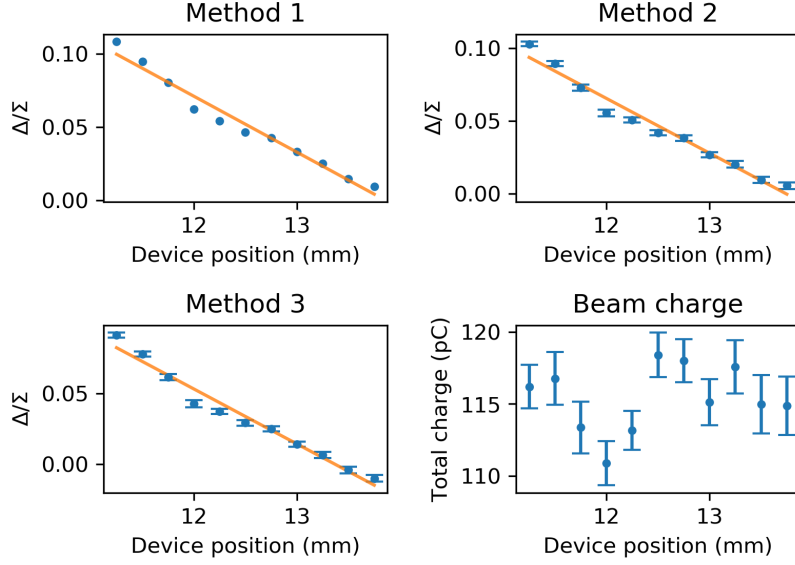 Method 1
Δ/Σ
0.10
0.05
0.00
12 13
Device position (mm)
Method 2
Δ/Σ
0.10
0.05
0.00
12 13
Device position (mm)
Method 3
Δ/Σ
0.05
0.00
12 13
Device position (mm)
Beam charge
Total charge (pC)
120
115
110
12 13
Device position (mm)